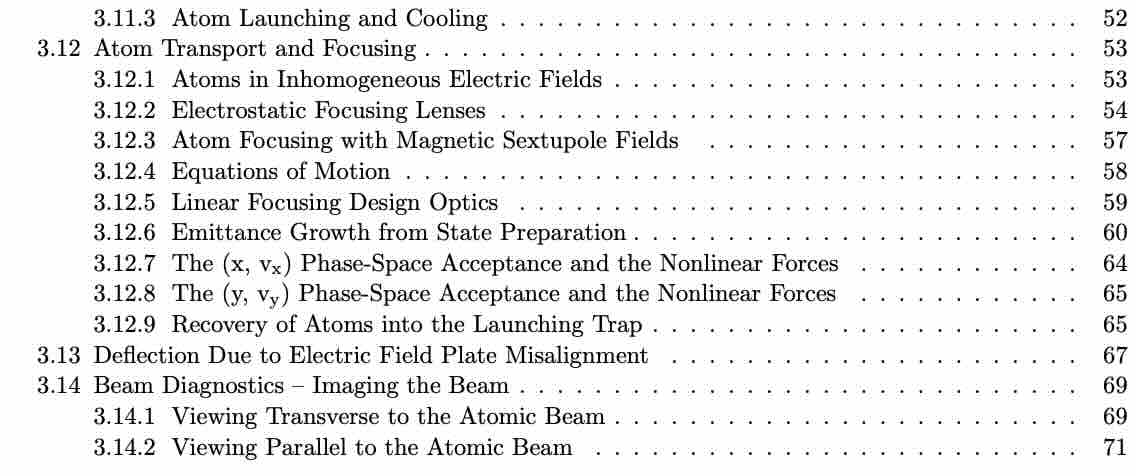 3.11.3 Atom Launching and Cooling . . . . . . . . . . . . . . . . . . . . . . . . . . . . . . 52
3.12 Atom Transport and Focusing . . . . . . . . . . . . . . . . . . . . . . . . . . . . . . . . . . 53
3.12.1 Atoms in Inhomogeneous Electric Fields . . . . . . . . . . . . . . . . . . . . . . . . 53
3.12.2 Electrostatic Focusing Lenses . . . . . . . . . . . . . . . . . . . . . . . . . . . . . . 54
3.12.3 Atom Focusing with Magnetic Sextupole Fields . . . . . . . . . . . . . . . . . . . 57
3.12.4 Equations of Motion . . . . . . . . . . . . . . . . . . . . . . . . . . . . . . . . . . . 58
3.12.5 Linear Focusing Design Optics . . . . . . . . . . . . . . . . . . . . . . . . . . . . . 59
3.12.6 Emittance Growth from State Preparation . . . . . . . . . . . . . . . . . . . . . . . 60
3.12.7 The (x, vₓ) Phase-Space Acceptance and the Nonlinear Forces . . . . . . . . . . . . 64
3.12.8 The (y, v_y) Phase-Space Acceptance and the Nonlinear Forces . . . . . . . . . . . . 65
3.12.9 Recovery of Atoms into the Launching Trap . . . . . . . . . . . . . . . . . . . . . . 65
3.13 Deflection Due to Electric Field Plate Misalignment . . . . . . . . . . . . . . . . . . . . . 67
3.14 Beam Diagnostics – Imaging the Beam . . . . . . . . . . . . . . . . . . . . . . . . . . . . . 69
3.14.1 Viewing Transverse to the Atomic Beam . . . . . . . . . . . . . . . . . . . . . . . . 69
3.14.2 Viewing Parallel to the Atomic Beam . . . . . . . . . . . . . . . . . . . . . . . . . 71